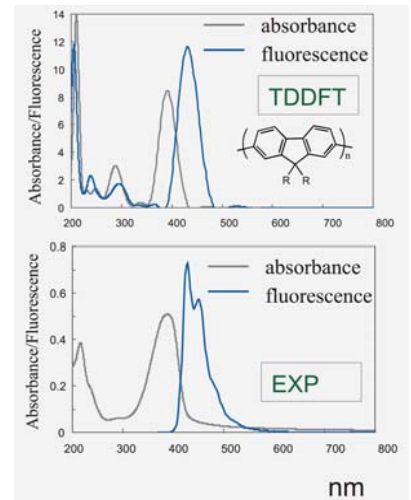 14
12
10
8
6
4
2
0
Absorbance/Fluorescence
absorbance
fluorescence
TDDFT
n
R R
200 300 400 500 600 700 800
0.8
0.6
0.4
0.2
0
Absorbance/Fluorescence
absorbance
fluorescence
EXP
200 300 400 500 600 700 800
nm